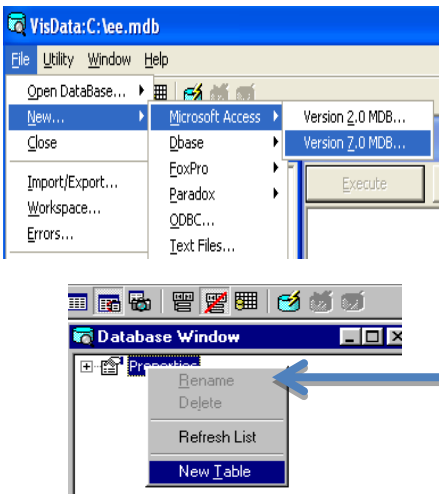 VisData:C:\ee.mdb
File Utility Window Help
Open DataBase...
New...
Close
Import/Export...
Workspace...
Errors...
Microsoft Access
Dbase
FoxPro
Paradox
ODBC...
Text Files...
Version 2.0 MDB...
Version 7.0 MDB...
Execute
Database Window
Properties
Rename
Delete
Refresh List
New Table